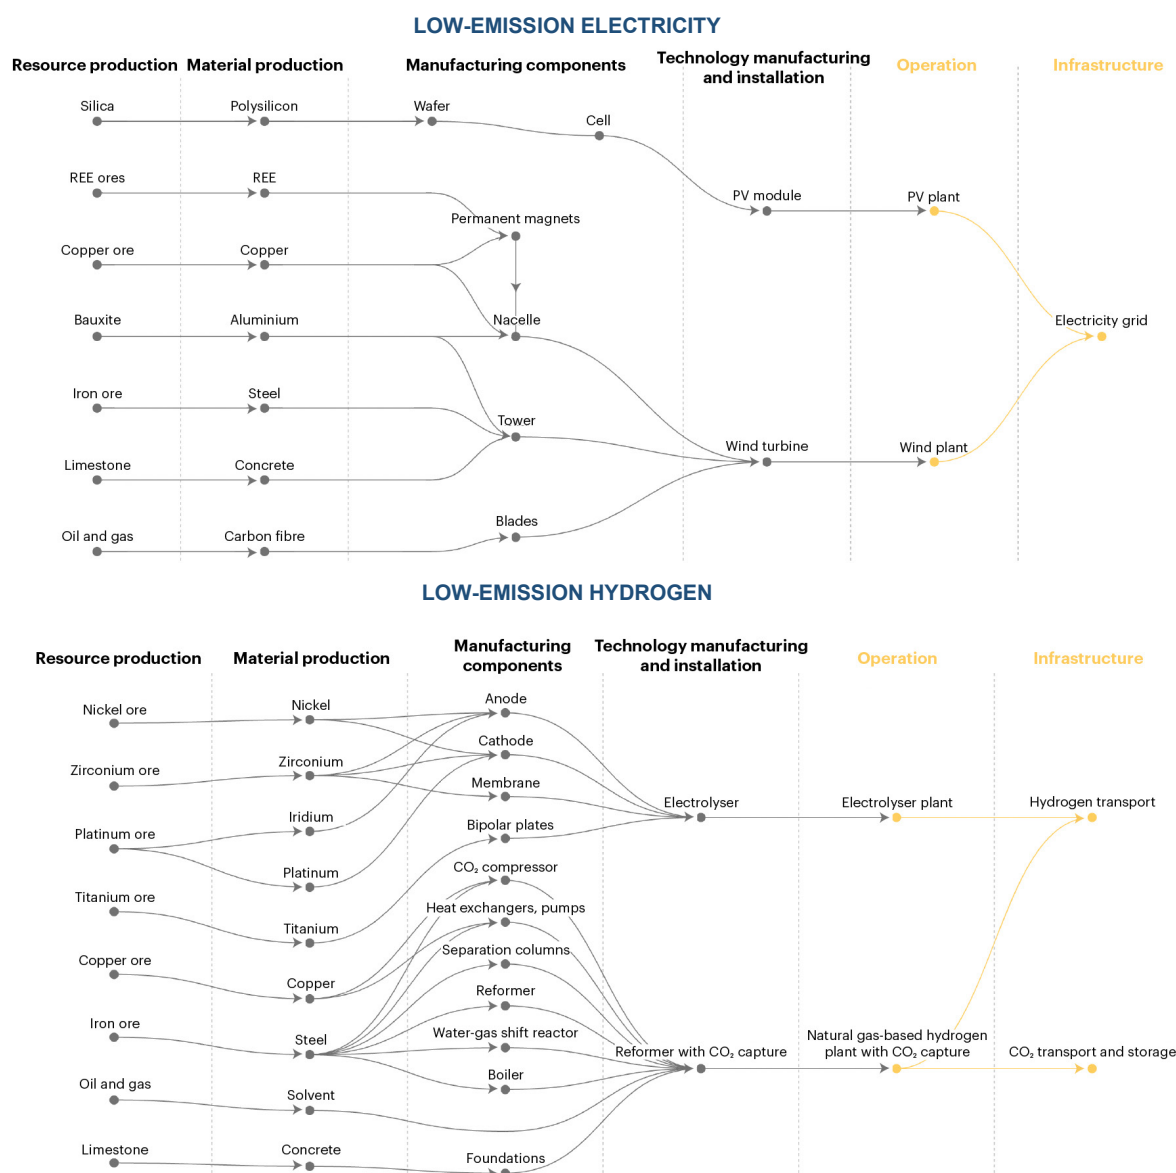 LOW-EMISSION ELECTRICITY
Resource production
Material production
Manufacturing components
Technology manufacturing
and installation
Operation
Infrastructure
Silica
Polysilicon
Wafer
Cell
REE ores
REE
PV module
PV plant
Permanent magnets
Copper ore
Copper
Bauxite
Aluminium
Nacelle
Electricity grid
Iron ore
Steel
Tower
Wind turbine
Wind plant
Limestone
Concrete
Blades
Oil and gas
Carbon fibre
LOW-EMISSION HYDROGEN
Resource production
Material production
Manufacturing
components
Technology manufacturing
and installation
Operation
Infrastructure
Nickel ore
Nickel
Anode
Cathode
Zirconium ore
Zirconium
Membrane
Electrolyser
Electrolyser plant
Hydrogen transport
Platinum ore
Iridium
Bipolar plates
Platinum
CO₂ compressor
Titanium ore
Titanium
Heat exchangers, pumps
Separation columns
Copper ore
Copper
Reformer
Iron ore
Steel
Water-gas shift reactor
Reformer with CO₂ capture
Natural gas-based hydrogen
plant with CO₂ capture
CO₂ transport and storage
Boiler
Oil and gas
Solvent
Limestone
Concrete
Foundations